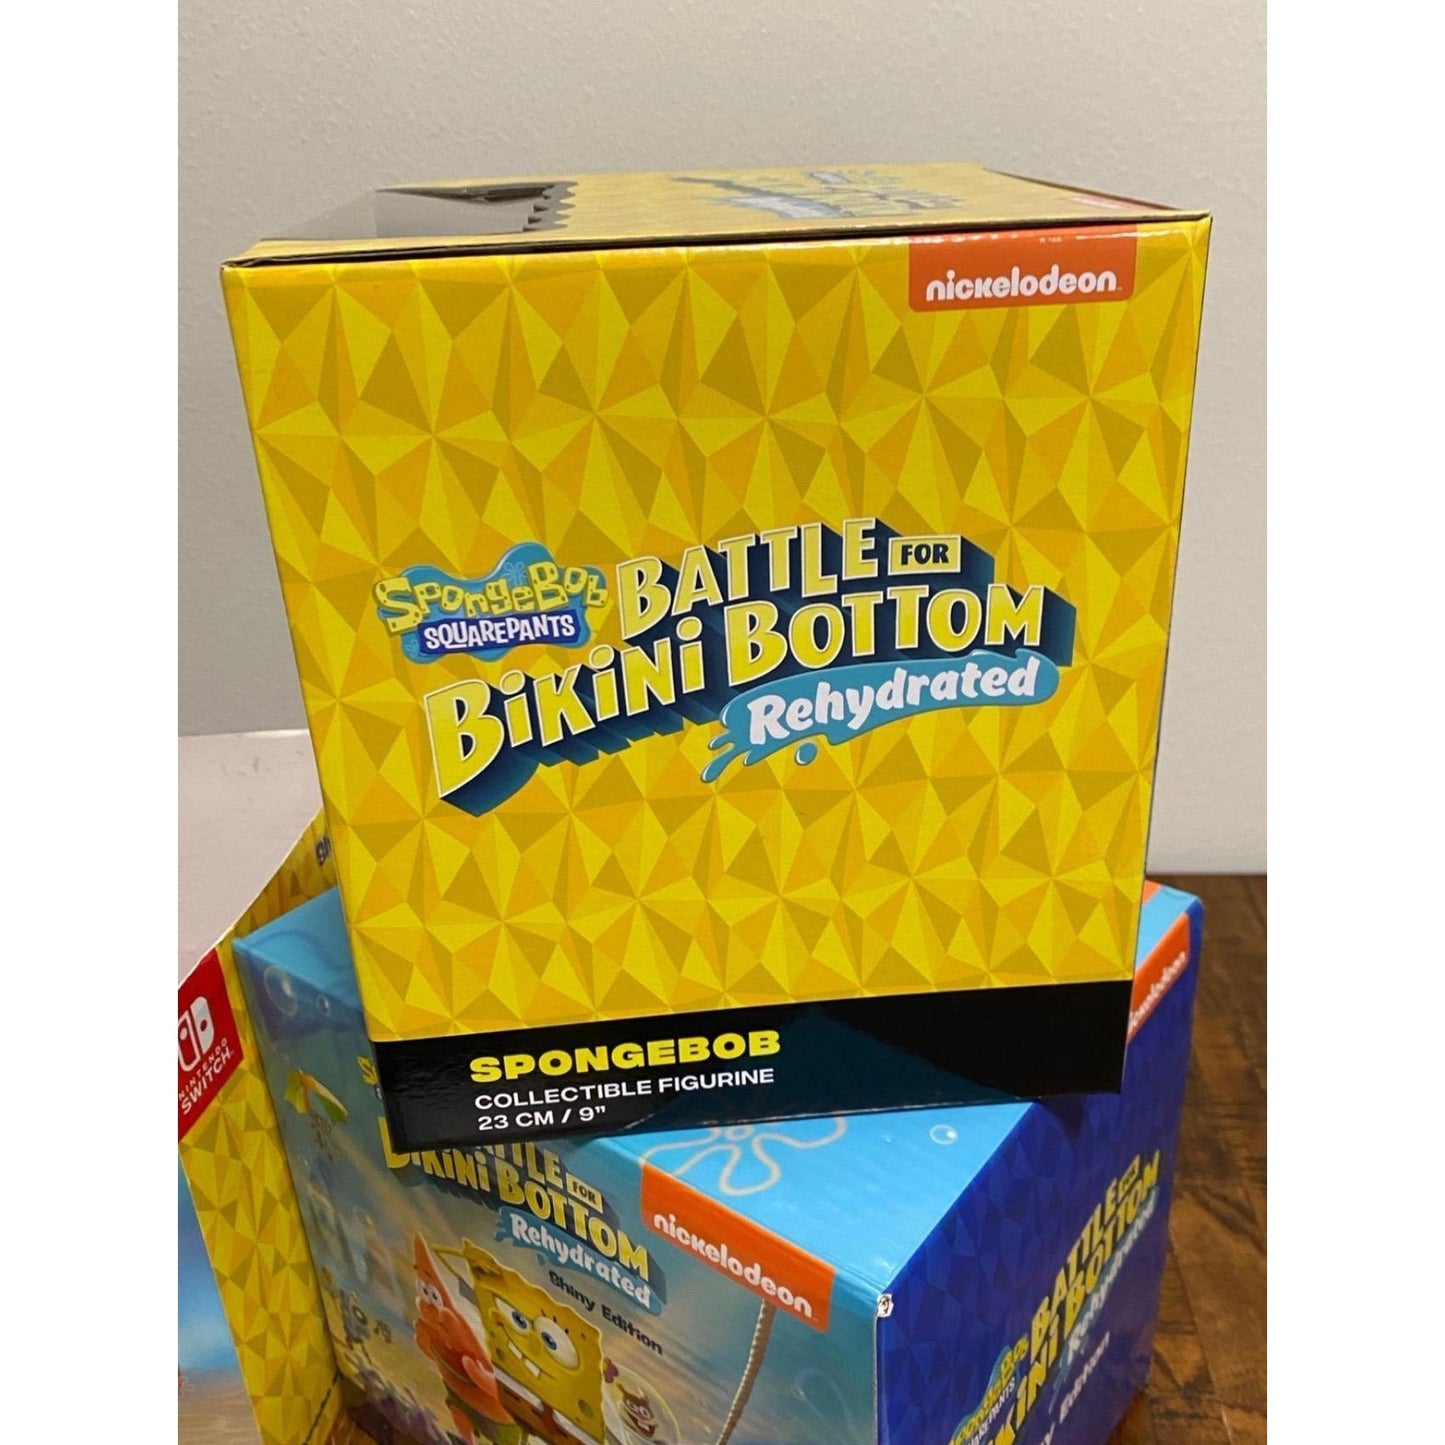 nickelodeon
SpongeBob
SQUAREPANTS
BATTLE FOR
BiKiNi BOTTOM
Rehydrated
SPONGEBOB
COLLECTIBLE FIGURINE
23 CM / 9”
NINTENDO
SWITCH
BATTLE FOR
BiKiNi BOTTOM
Rehydrated
Shiny Edition
nickelodeon
nickelodeon
SpongeBob
SQUAREPANTS
BATTLE FOR
BiKiNi BOTTOM
Rehydrated
Edition